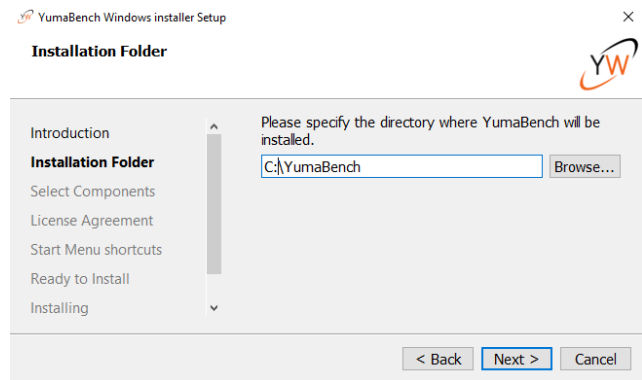 YW YumaBench Windows installer Setup
Installation Folder
YW
Introduction
Installation Folder
Select Components
License Agreement
Start Menu shortcuts
Ready to Install
Installing
Please specify the directory where YumaBench will be
installed.
C:\YumaBench
Browse...
< Back
Next >
Cancel